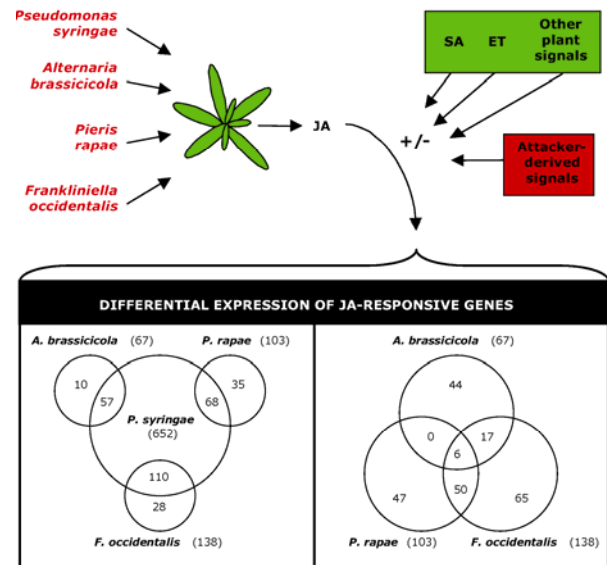 Pseudomonas
syringae
Alternaria
brassicicola
Pieris
rapae
Frankliniella
occidentalis
JA
+/-
SA ET Other
plant
signals
Attacker-
derived
signals
DIFFERENTIAL EXPRESSION OF JA-RESPONSIVE GENES
A. brassicicola (67)
P. rapae (103)
10
57
35
68
P. syringae
(652)
110
28
F. occidentalis (138)
A. brassicicola (67)
44
0
17
6
47
50
65
P. rapae (103)
F. occidentalis (138)